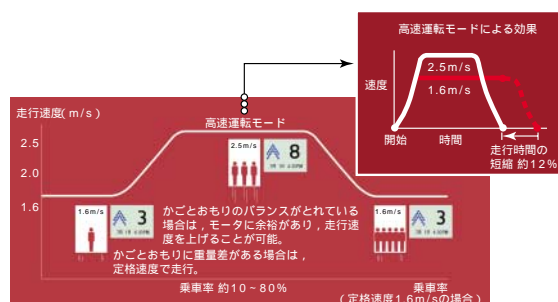 高速運転モードによる効果
2.5m/s
1.6m/s
速度
開始
時間
走行時間の
短縮 約12%
走行速度(m/s)
高速運転モード
2.5
2.0
1.6
2.5m/s
8
1.6m/s
3
かごとおもりのバランスがとれている
場合は，モータに余裕があり，走行速
度を上げることが可能。
かごとおもりに重量差がある場合は，
定格速度で走行。
1.6m/s
3
乗車率 約10~80%
乗車率
(定格速度1.6m/sの場合)